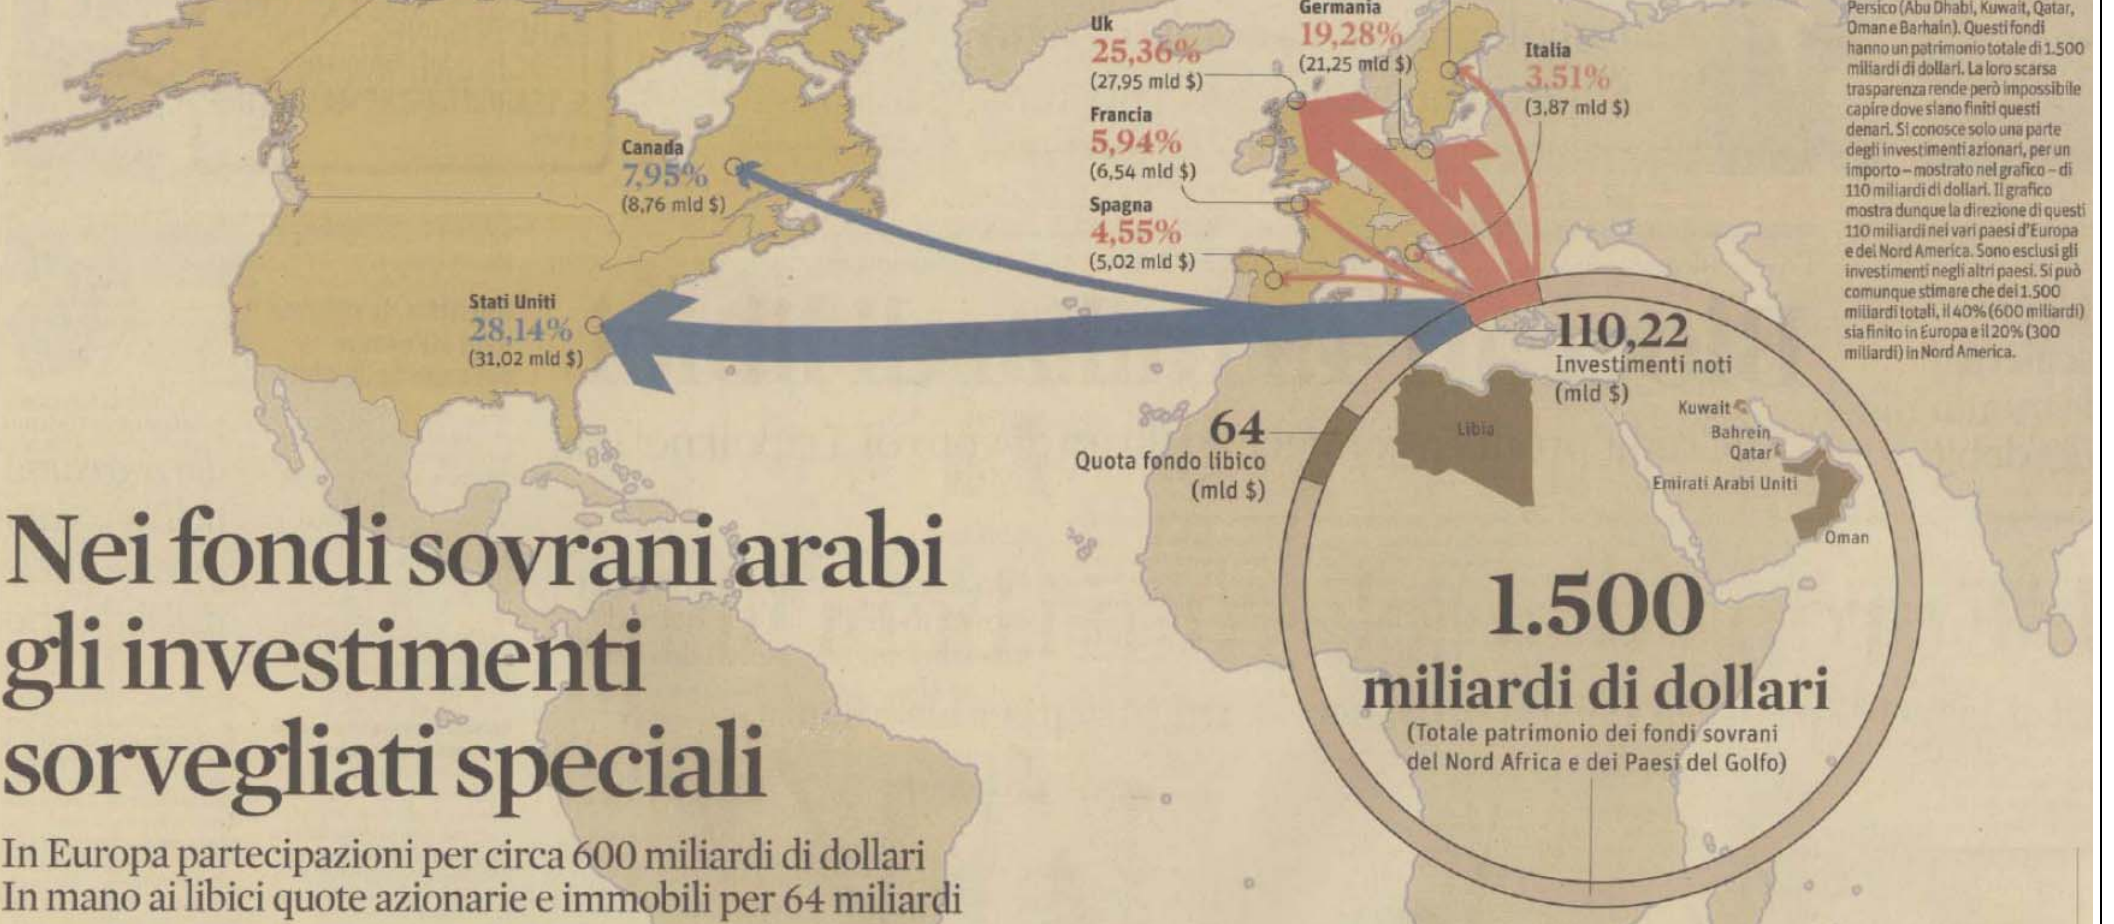 Uk
25,36%
(27,95 mld $)
Francia
5,94%
(6,54 mld $)
Spagna
4,55%
(5,02 mld $)
Germania
19,28%
(21,25 mld $)
Italia
3,51%
(3,87 mld $)
Canada
7,95%
(8,76 mld $)
Stati Uniti
28,14%
(31,02 mld $)
Persico (Abu Dhabi, Kuwait, Qatar,
Oman e Barhain). Questi fondi
hanno un patrimonio totale di 1.500
miliardi di dollari. La loro scarsa
trasparenza rende però impossibile
capire dove siano finiti questi
denari. Si conosce solo una parte
degli investimenti azionari, per un
importo – mostrato nel grafico – di
110 miliardi di dollari. Il grafico
mostra dunque la direzione di questi
110 miliardi nei vari paesi d'Europa
e del Nord America. Sono esclusi gli
investimenti negli altri paesi. Si può
comunque stimare che dei 1.500
miliardi totali, il 40% (600 miliardi)
sia finito in Europa e il 20% (300
miliardi) in Nord America.
110,22
Investimenti noti
(mld $)
64
Quota fondo libico
(mld $)
Libia
Kuwait
Bahrein
Qatar
Emirati Arabi Uniti
Oman
1.500
miliardi di dollari
(Totale patrimonio dei fondi sovrani
del Nord Africa e dei Paesi del Golfo)
Nei fondi sovrani arabi
gli investimenti
sorvegliati speciali
In Europa partecipazioni per circa 600 miliardi di dollari
In mano ai libici quote azionarie e immobili per 64 miliardi